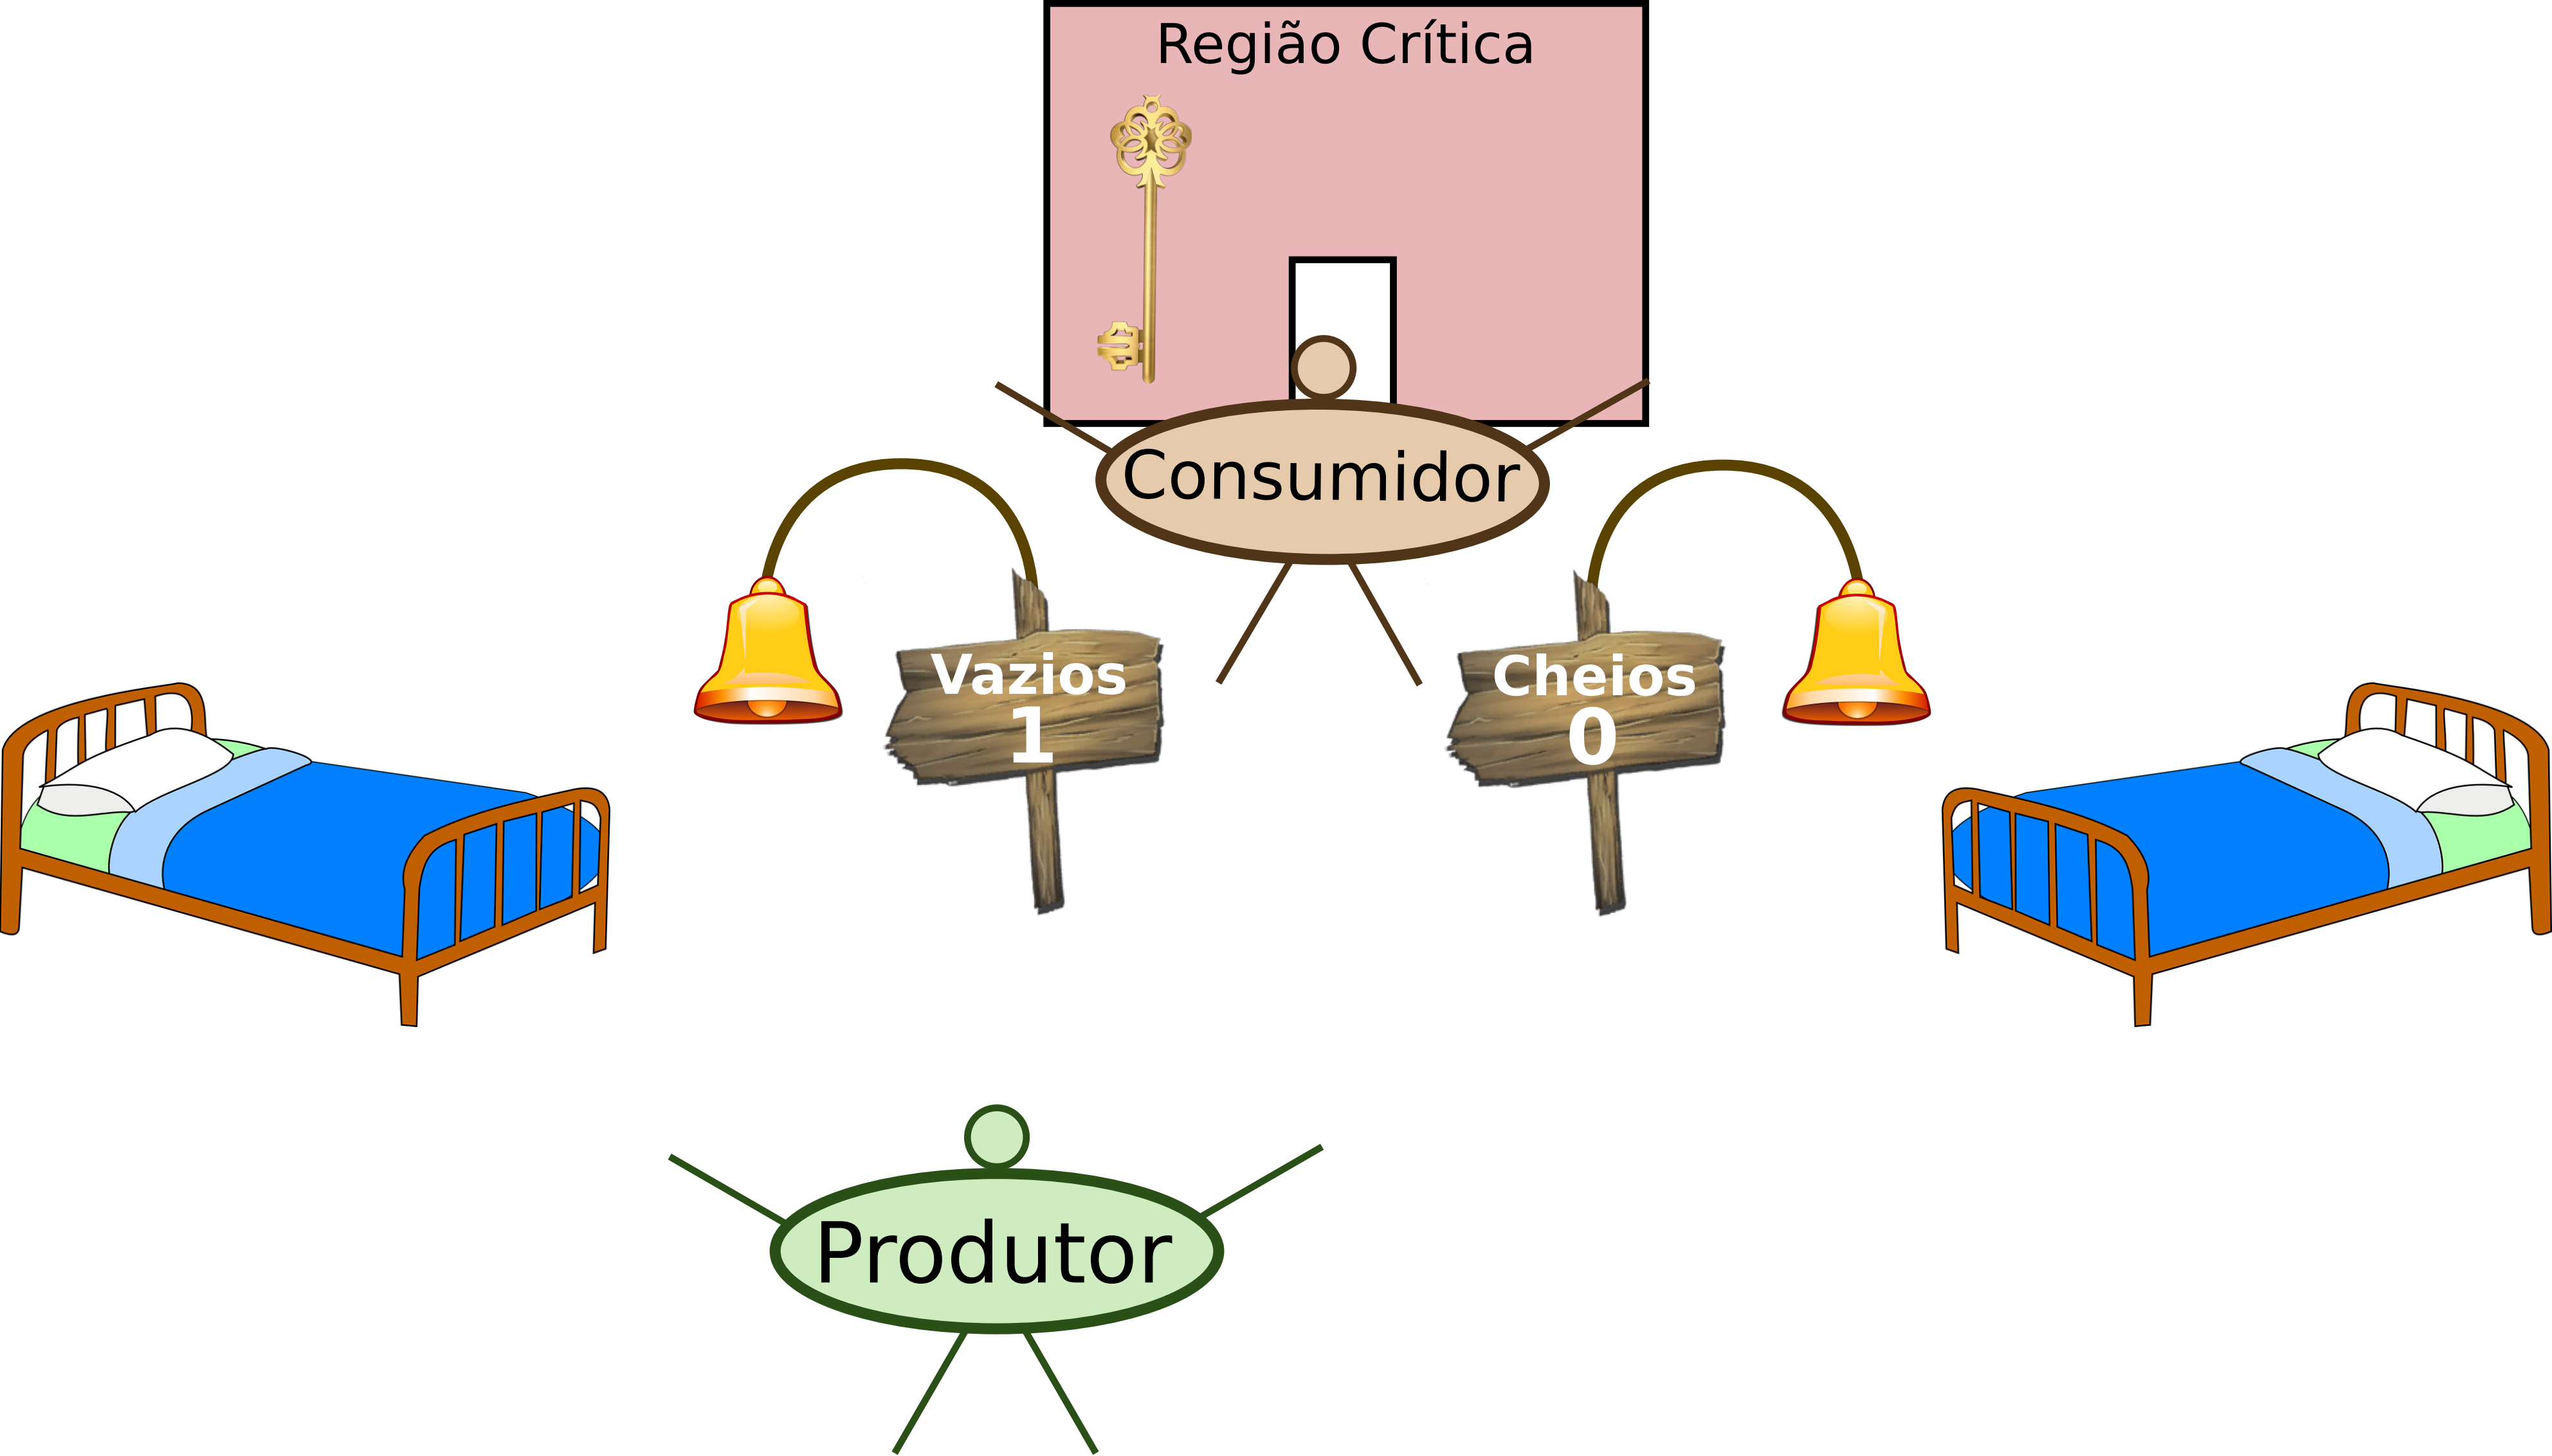 Região Crítica
Consumidor
Vazios
1
Cheios
0
Produtor